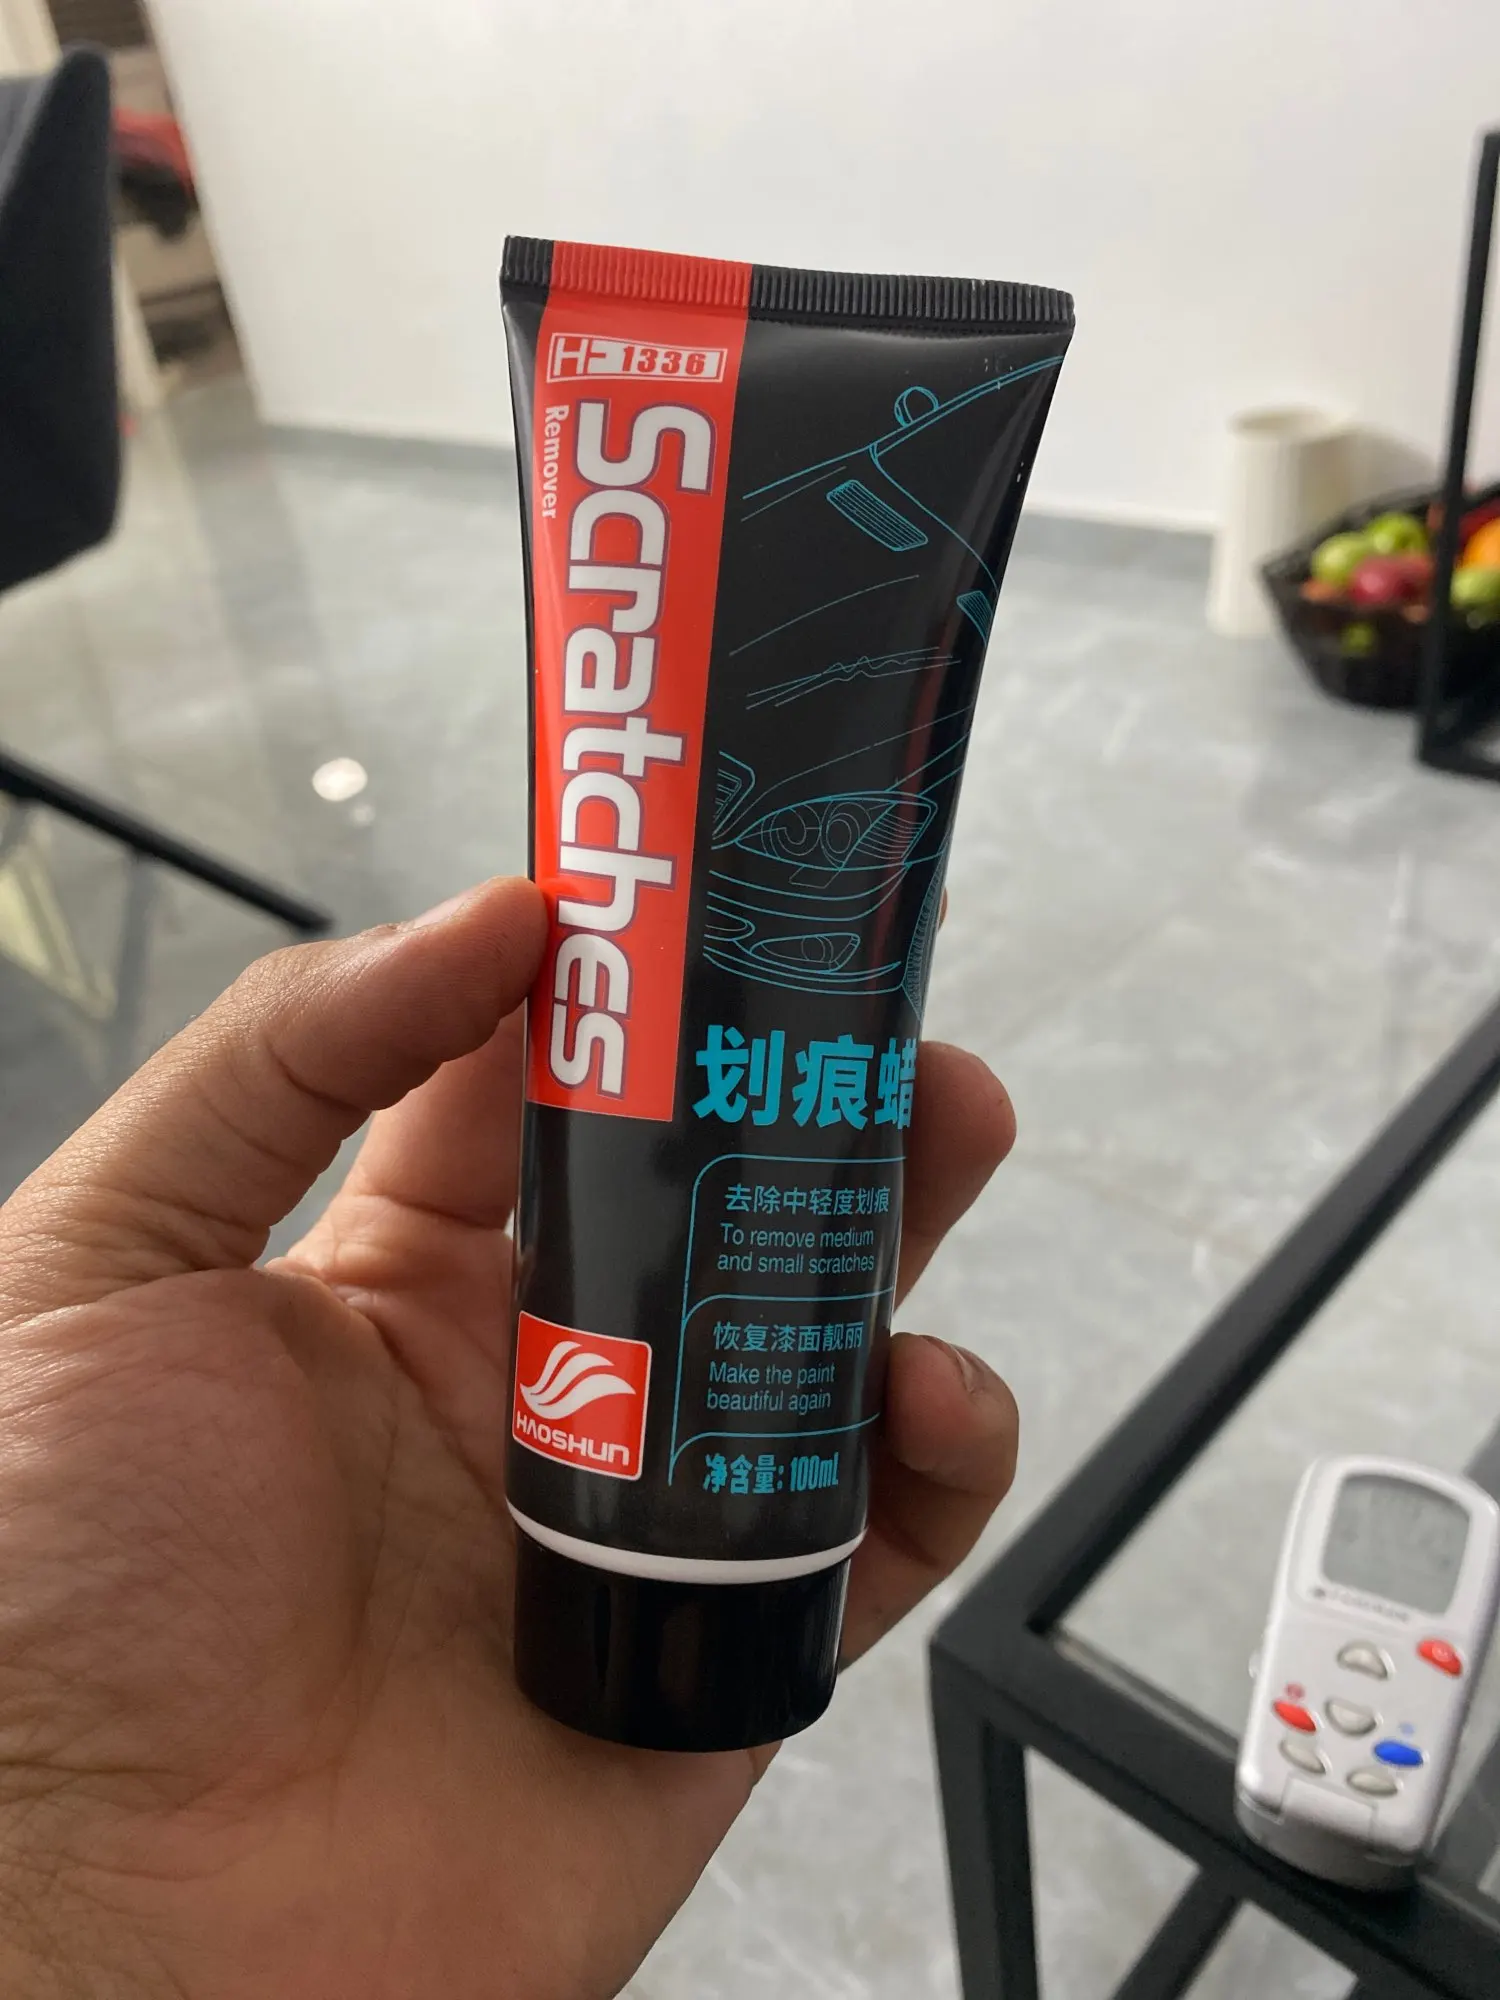 H-1336
Scratches
Remover
划痕蜡
去除中轻度划痕
To remove medium
and small scratches
恢复漆面靓丽
Make the paint
beautiful again
净含量: 100mL
HAOSHUN